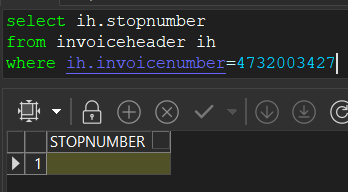 select ih.stopnumber
from invoiceheader ih
where ih.invoicenumber=4732003427
STOPNUMBER
1